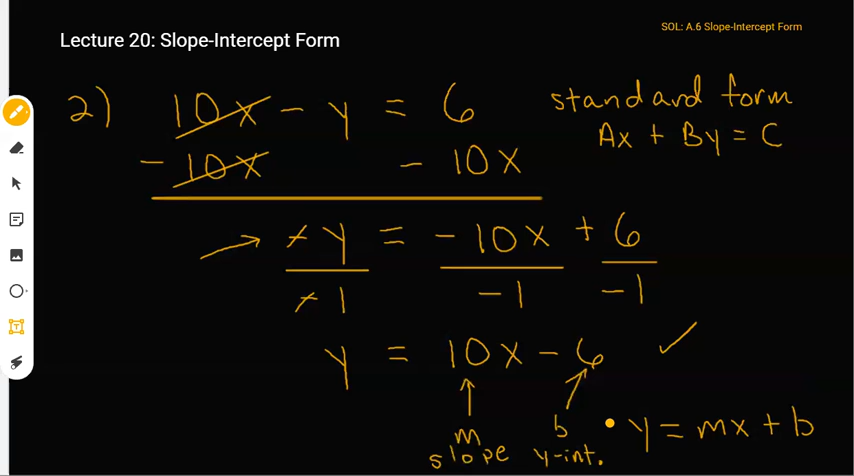 SOL: A.6 Slope-Intercept Form
Lecture 20: Slope-Intercept Form
2) 10x - y = 6
standard form
Ax + By = C
- 10x - 10x
- y = - 10x + 6
- 1 - 1 - 1
y = 10x - 6 ✓
m
slope
b
y-int.
y = mx + b